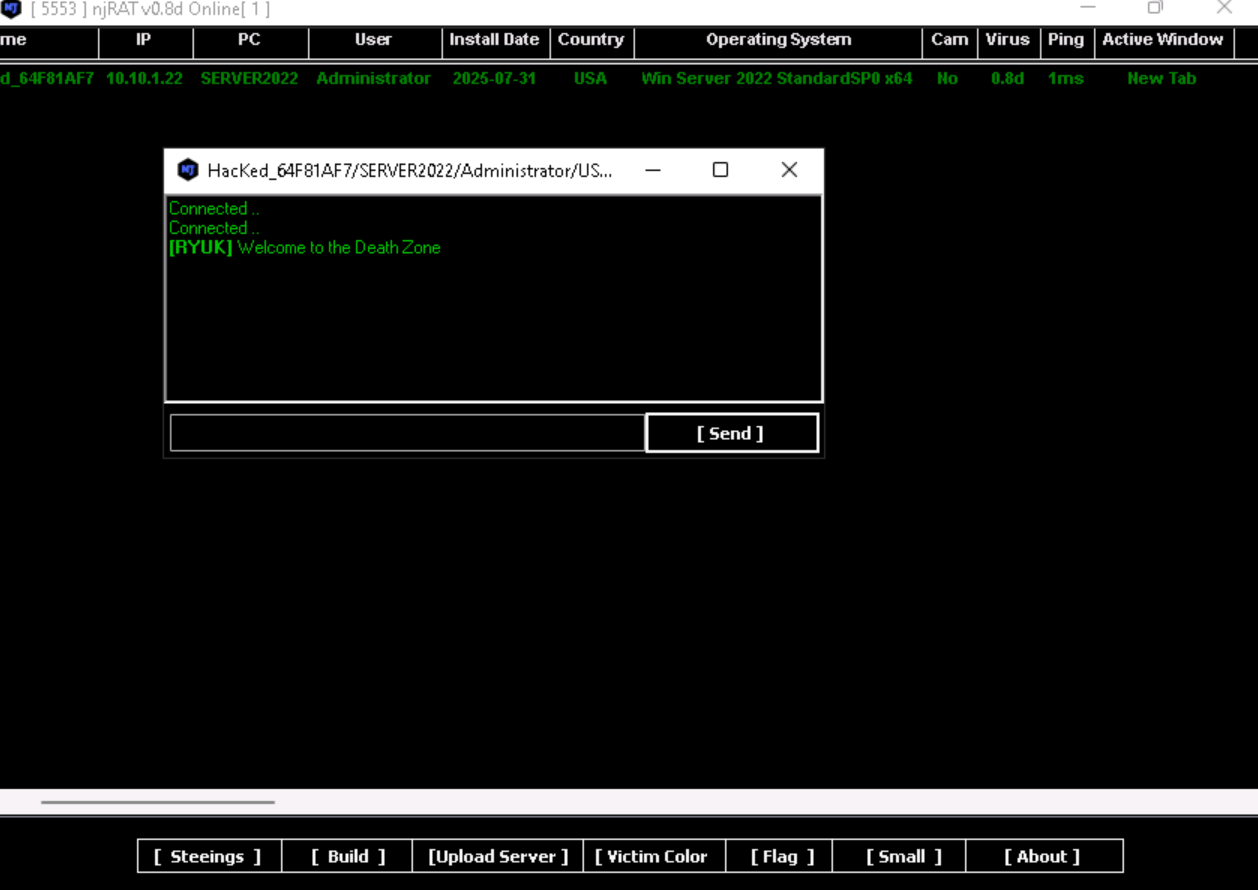 [ 5553 ] njRAT v0.8d Online[ 1 ]
me IP PC User Install Date Country Operating System Cam Virus Ping Active Window
d_64F81AF7 10.10.1.22 SERVER2022 Administrator 2025-07-31 USA Win Server 2022 StandardSP0 x64 No 0.8d 1ms New Tab
HacKed_64F81AF7/SERVER2022/Administrator/US...
Connected ..
Connected ..
[RYUK] Welcome to the Death Zone
[ Send ]
[ Steeings ] [ Build ] [Upload Server ] [ Victim Color [ Flag ] [ Small ] [ About ]